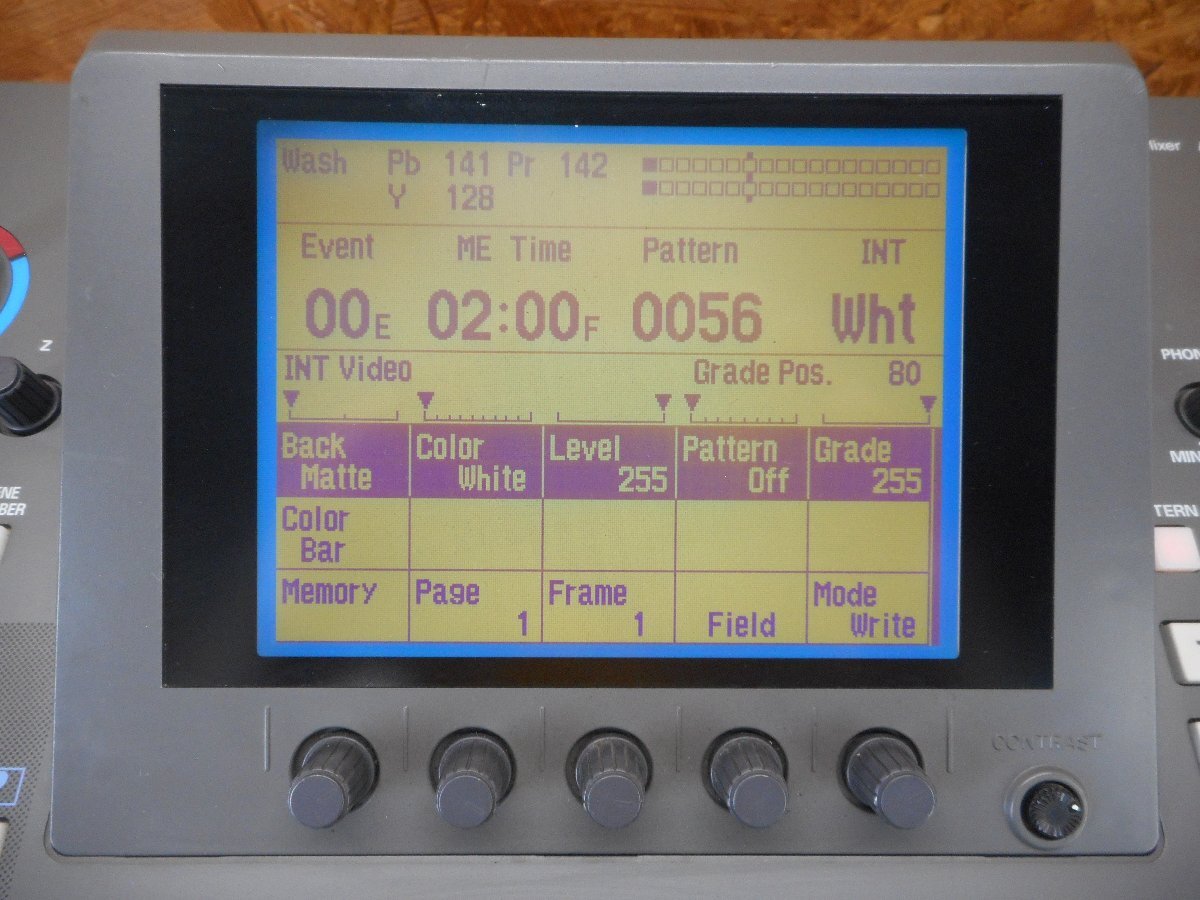 Wash Pb 141 Pr 142
Y 128
Event ME Time Pattern INT
00E 02:00F 0056 Wht
INT Video Grade Pos. 80
Back Color Level Pattern Grade
Matte White 255 Off 255
Color
Bar
Memory Page Frame Mode
1 1 Field Write
CONTRAST
Z